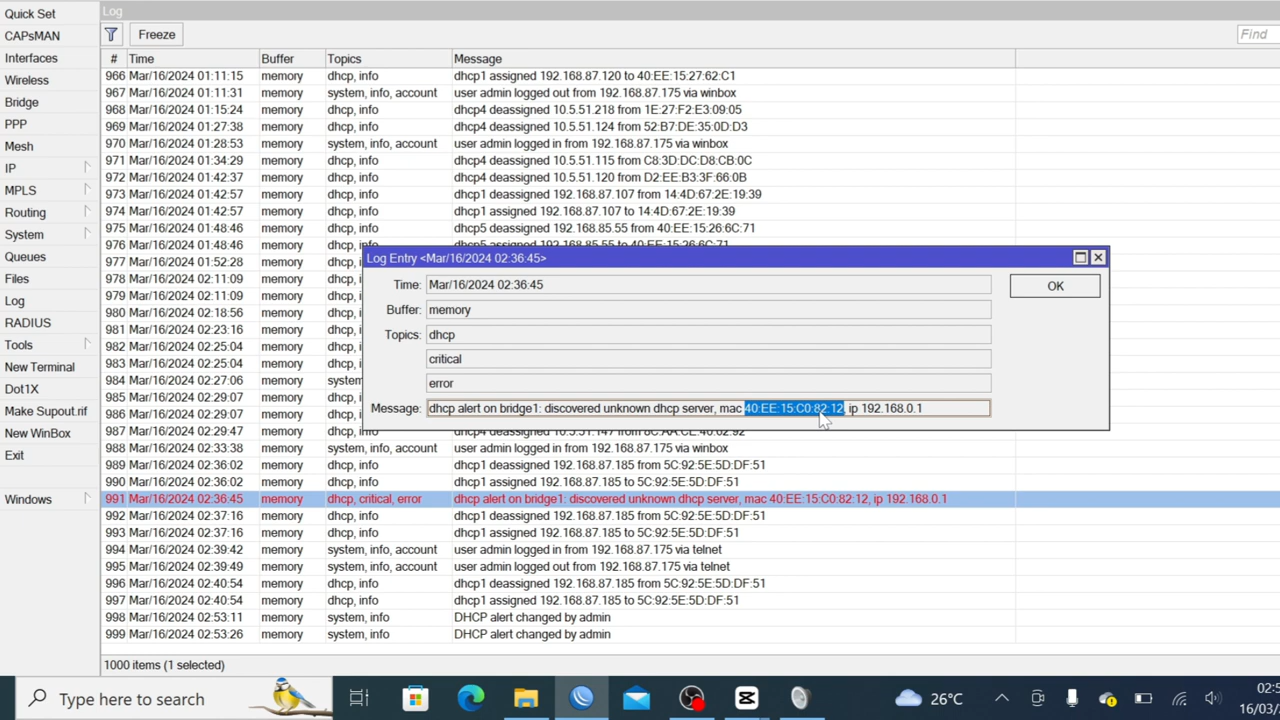 Quick Set
CAPsMAN
Interfaces
Wireless
Bridge
PPP
Mesh
IP
MPLS
Routing
System
Queues
Files
Log
RADIUS
Tools
New Terminal
Dot1X
Make Supout.rif
New WinBox
Exit
Windows
Log
Freeze
Find
# Time Buffer Topics Message
966 Mar/16/2024 01:11:15 memory dhcp, info dhcp1 assigned 192.168.87.120 to 40:EE:15:27:62:C1
967 Mar/16/2024 01:11:31 memory system, info, account user admin logged out from 192.168.87.175 via winbox
968 Mar/16/2024 01:15:24 memory dhcp, info dhcp4 deassigned 10.5.51.218 from 1E:27:F2:E3:09:05
969 Mar/16/2024 01:27:38 memory dhcp, info dhcp4 deassigned 10.5.51.124 from 52:B7:DE:35:0D:D3
970 Mar/16/2024 01:28:53 memory system, info, account user admin logged in from 192.168.87.175 via winbox
971 Mar/16/2024 01:34:29 memory dhcp, info dhcp4 deassigned 10.5.51.115 from C8:3D:DC:D8:CB:0C
972 Mar/16/2024 01:42:37 memory dhcp, info dhcp4 deassigned 10.5.51.120 from D2:EE:B3:3F:66:0B
973 Mar/16/2024 01:42:57 memory dhcp, info dhcp1 deassigned 192.168.87.107 from 14:4D:67:2E:19:39
974 Mar/16/2024 01:42:57 memory dhcp, info dhcp1 assigned 192.168.87.107 to 14:4D:67:2E:19:39
975 Mar/16/2024 01:48:46 memory dhcp, info dhcp5 deassigned 192.168.85.55 from 40:EE:15:26:6C:71
976 Mar/16/2024 01:48:46 memory dhcp, info dhcp5 assigned 192.168.85.55 to 40:EE:15:26:6C:71
977 Mar/16/2024 01:52:28 memory dhcp, i
978 Mar/16/2024 02:11:09 memory dhcp, i
979 Mar/16/2024 02:11:09 memory dhcp, i
980 Mar/16/2024 02:18:56 memory dhcp, i
981 Mar/16/2024 02:23:16 memory dhcp, i
982 Mar/16/2024 02:25:04 memory dhcp, i
983 Mar/16/2024 02:25:04 memory dhcp, i
984 Mar/16/2024 02:27:06 memory system
985 Mar/16/2024 02:29:07 memory dhcp, i
986 Mar/16/2024 02:29:07 memory dhcp, i
Log Entry <Mar/16/2024 02:36:45>
Time: Mar/16/2024 02:36:45
OK
Buffer: memory
Topics: dhcp
critical
error
Message: dhcp alert on bridge1: discovered unknown dhcp server, mac 40:EE:15:C0:82:12, ip 192.168.0.1
988 Mar/16/2024 02:33:38 memory system, info, account user admin logged in from 192.168.87.175 via winbox
989 Mar/16/2024 02:36:02 memory dhcp, info dhcp1 deassigned 192.168.87.185 from 5C:92:5E:5D:DF:51
990 Mar/16/2024 02:36:02 memory dhcp, info dhcp1 assigned 192.168.87.185 to 5C:92:5E:5D:DF:51
991 Mar/16/2024 02:36:45 memory dhcp, critical, error dhcp alert on bridge1: discovered unknown dhcp server, mac 40:EE:15:C0:82:12, ip 192.168.0.1
992 Mar/16/2024 02:37:16 memory dhcp, info dhcp1 deassigned 192.168.87.185 from 5C:92:5E:5D:DF:51
993 Mar/16/2024 02:37:16 memory dhcp, info dhcp1 assigned 192.168.87.185 to 5C:92:5E:5D:DF:51
994 Mar/16/2024 02:39:42 memory system, info, account user admin logged in from 192.168.87.175 via telnet
995 Mar/16/2024 02:39:49 memory system, info, account user admin logged out from 192.168.87.175 via telnet
996 Mar/16/2024 02:40:54 memory dhcp, info dhcp1 deassigned 192.168.87.185 from 5C:92:5E:5D:DF:51
997 Mar/16/2024 02:40:54 memory dhcp, info dhcp1 assigned 192.168.87.185 to 5C:92:5E:5D:DF:51
998 Mar/16/2024 02:53:11 memory system, info DHCP alert changed by admin
999 Mar/16/2024 02:53:26 memory system, info DHCP alert changed by admin
1000 items (1 selected)
Type here to search
26°C
02:5
16/03/